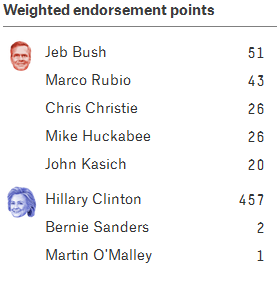 Weighted endorsement points
Jeb Bush 51
Marco Rubio 43
Chris Christie 26
Mike Huckabee 26
John Kasich 20
Hillary Clinton 457
Bernie Sanders 2
Martin O'Malley 1